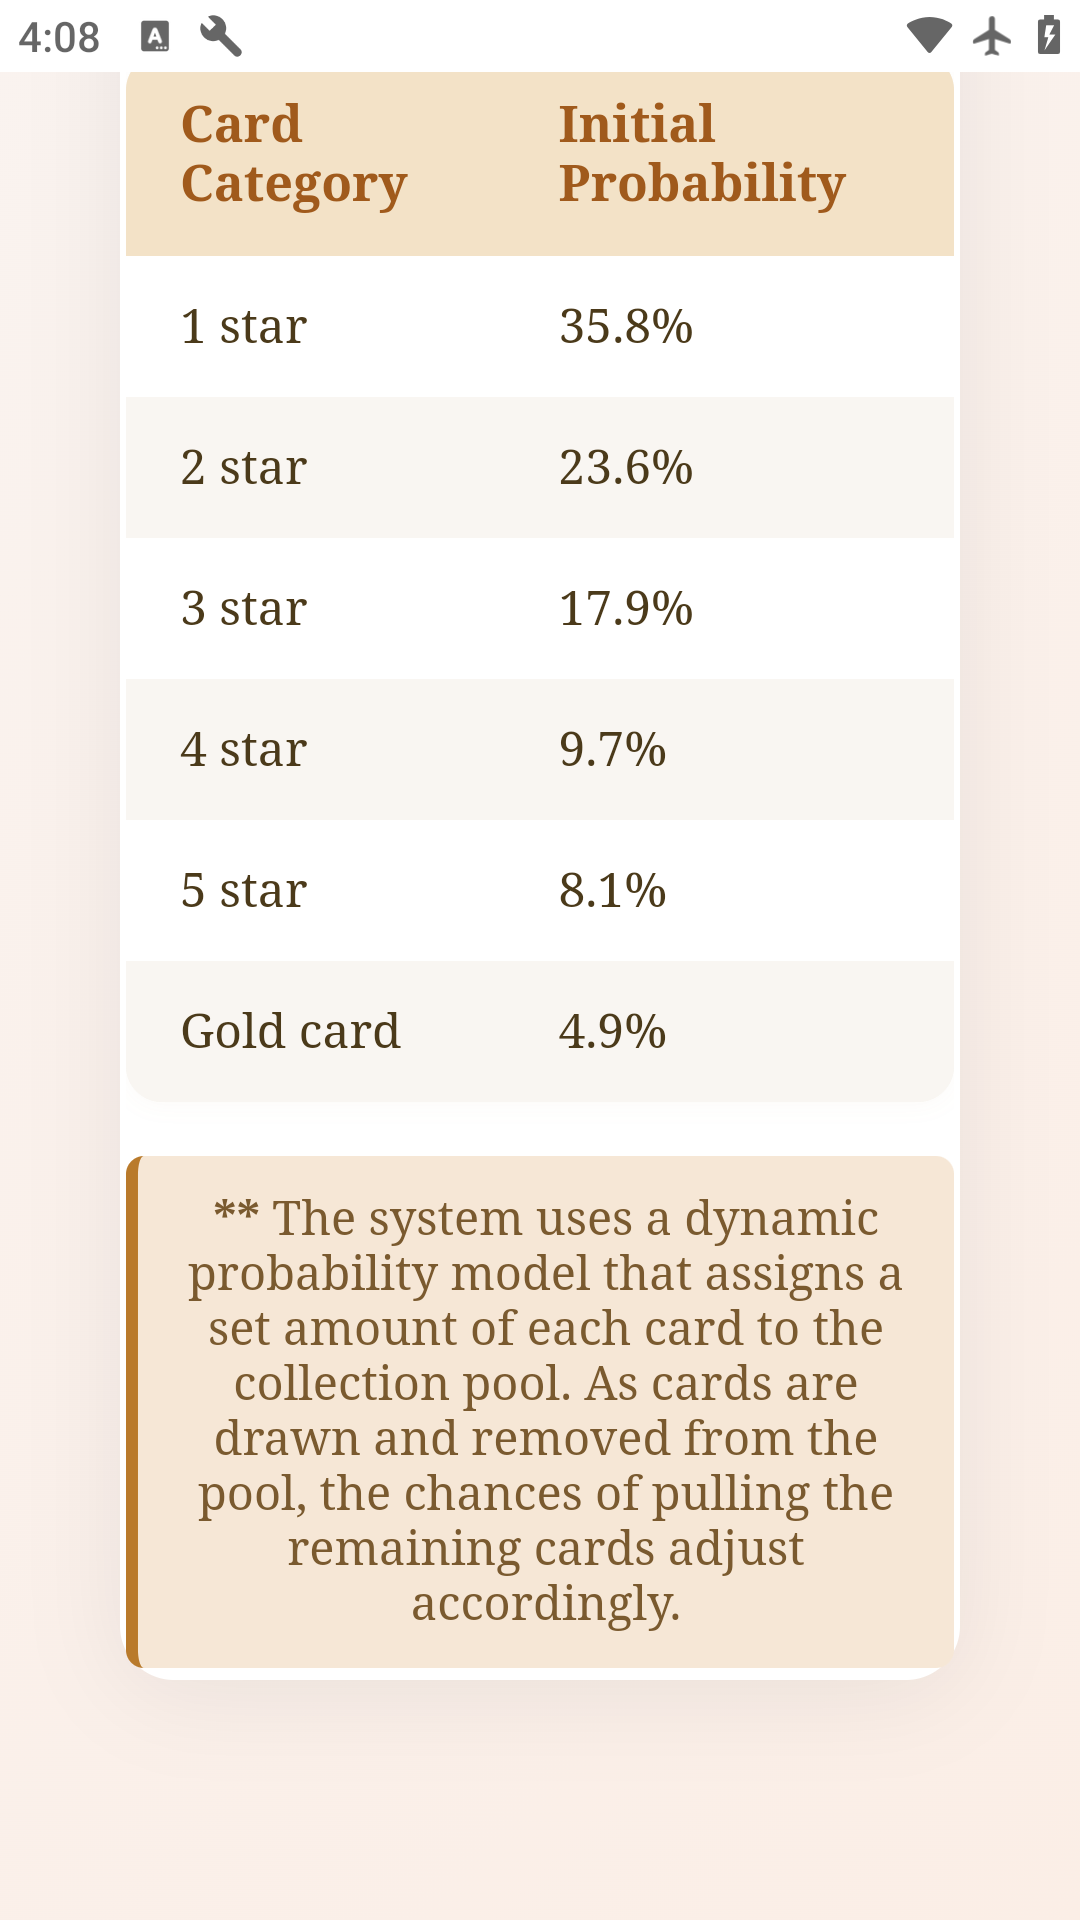 4:08
Card Initial
Category Probability
1 star 35.8%
2 star 23.6%
3 star 17.9%
4 star 9.7%
5 star 8.1%
Gold card 4.9%
** The system uses a dynamic
probability model that assigns a
set amount of each card to the
collection pool. As cards are
drawn and removed from the
pool, the chances of pulling the
remaining cards adjust
accordingly.